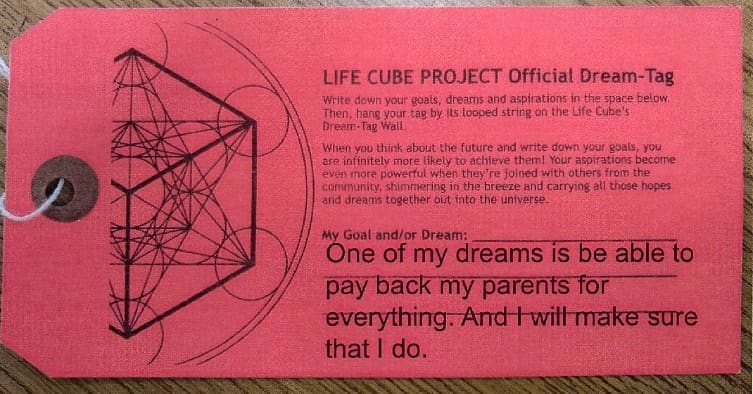 LIFE CUBE PROJECT Official Dream-Tag
Write down your goals, dreams and aspirations in the space below.
Then, hang your tag by its looped string on the Life Cube's
Dream-Tag Wall.
When you think about the future and write down your goals, you
are infinitely more likely to achieve them! Your aspirations become
even more powerful when they're joined with others from the
community, shimmering in the breeze and carrying all those hopes
and dreams together out into the universe.
My Goal and/or Dream:
One of my dreams is be able to
pay back my parents for
everything. And I will make sure
that I do.